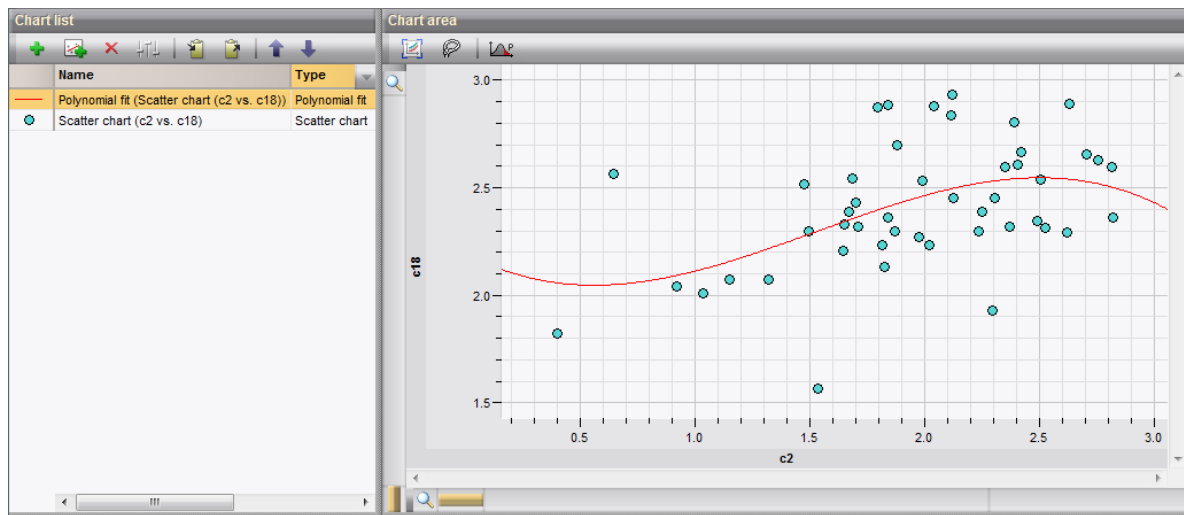 Chart list
Name Type
Polynomial fit (Scatter chart (c2 vs. c18)) Polynomial fit
Scatter chart (c2 vs. c18) Scatter chart
Chart area
P
3.0
2.5
2.0
1.5
c18
0.5 1.0 1.5 2.0 2.5 3.0
c2